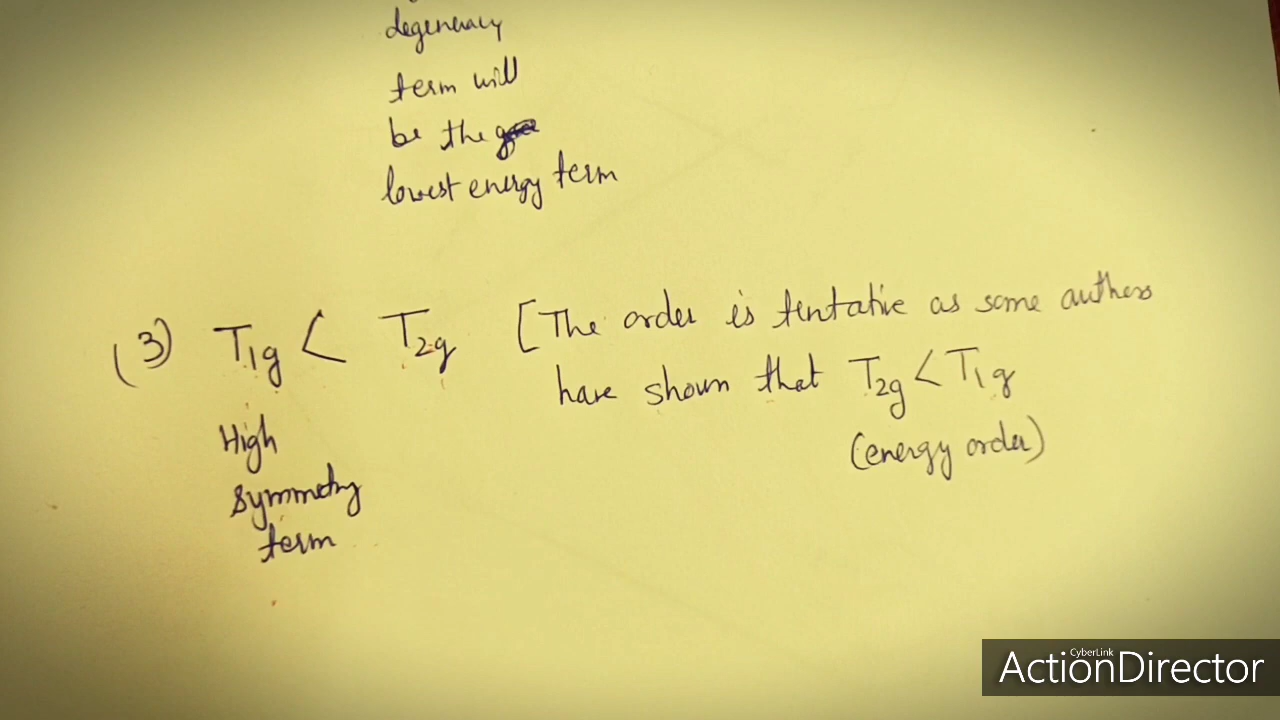 degeneracy
term will
be the
lowest energy term
(3) T1g < T2g [The order is tentative as some authers
have shown that T2g < T1g
(energy order)
High
symmetry
term
CyberLink
ActionDirector